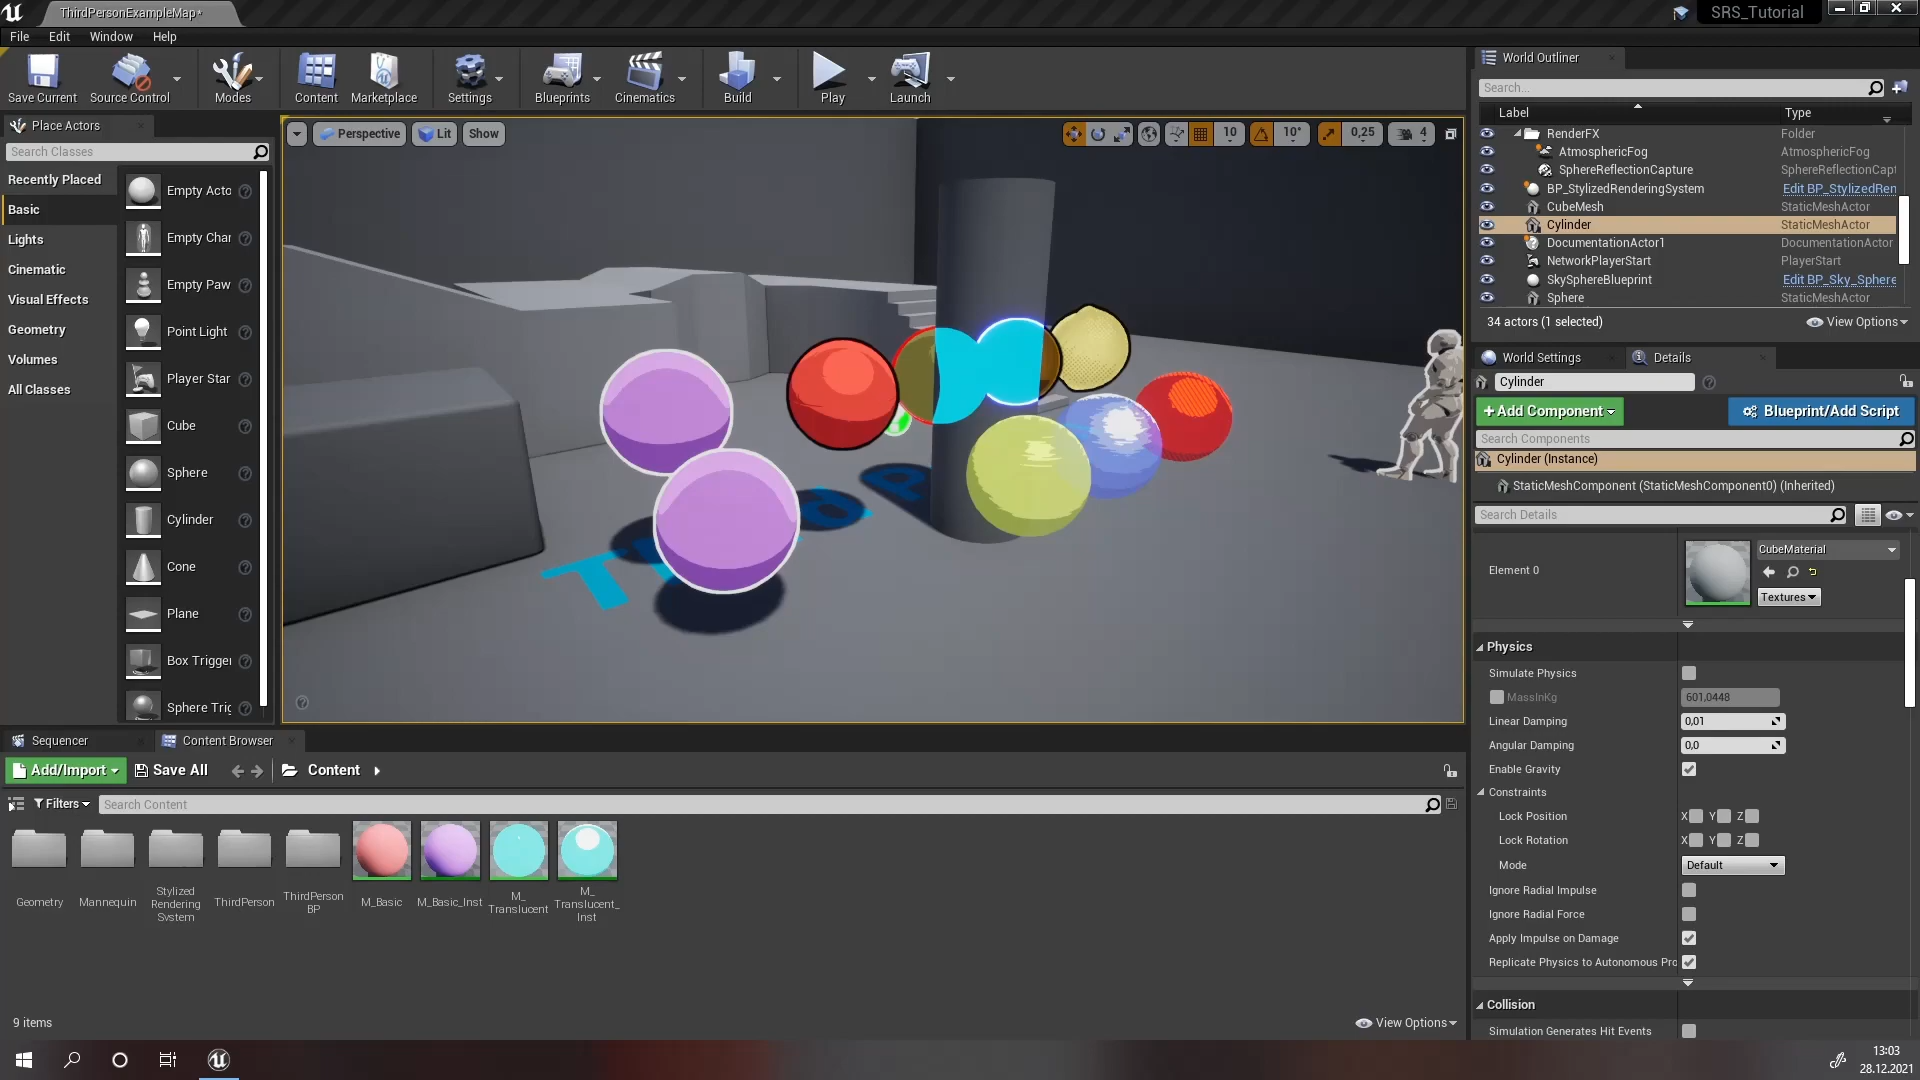 ThirdPersonExampleMap*
SRS_Tutorial
File Edit Window Help
Save Current
Source Control
Modes
Content
Marketplace
Settings
Blueprints
Cinematics
Build
Play
Launch
Place Actors
Search Classes
Recently Placed
Basic
Lights
Cinematic
Visual Effects
Geometry
Volumes
All Classes
Empty Acto
Empty Char
Empty Paw
Point Light
Player Star
Cube
Sphere
Cylinder
Cone
Plane
Box Trigger
Sphere Trig
Perspective
Lit
Show
10
10°
0,25
4
T
d P
World Outliner
Search...
Label Type
RenderFX Folder
AtmosphericFog AtmosphericFog
SphereReflectionCapture SphereReflectionCapt
BP_StylizedRenderingSystem Edit BP_StylizedRen
CubeMesh StaticMeshActor
Cylinder StaticMeshActor
DocumentationActor1 DocumentationActor
NetworkPlayerStart PlayerStart
SkySphereBlueprint Edit BP_Sky_Sphere
Sphere StaticMeshActor
34 actors (1 selected)
View Options
World Settings
Details
Cylinder
+Add Component
Blueprint/Add Script
Search Components
Cylinder (Instance)
StaticMeshComponent (StaticMeshComponent0) (Inherited)
Search Details
Element 0
CubeMaterial
Textures
Physics
Simulate Physics
MassInKg 601,0448
Linear Damping 0,01
Angular Damping 0,0
Enable Gravity
Constraints
Lock Position X Y Z
Lock Rotation X Y Z
Mode Default
Ignore Radial Impulse
Ignore Radial Force
Apply Impulse on Damage
Replicate Physics to Autonomous Pro
Collision
Simulation Generates Hit Events
Sequencer
Content Browser
Add/Import
Save All
Content
Filters
Search Content
Geometry
Mannequin
Stylized
Rendering
System
ThirdPerson
ThirdPerson
BP
M_Basic
M_Basic_Inst
M_
Translucent
M_
Translucent_
Inst
9 items
View Options
13:03
28.12.2021